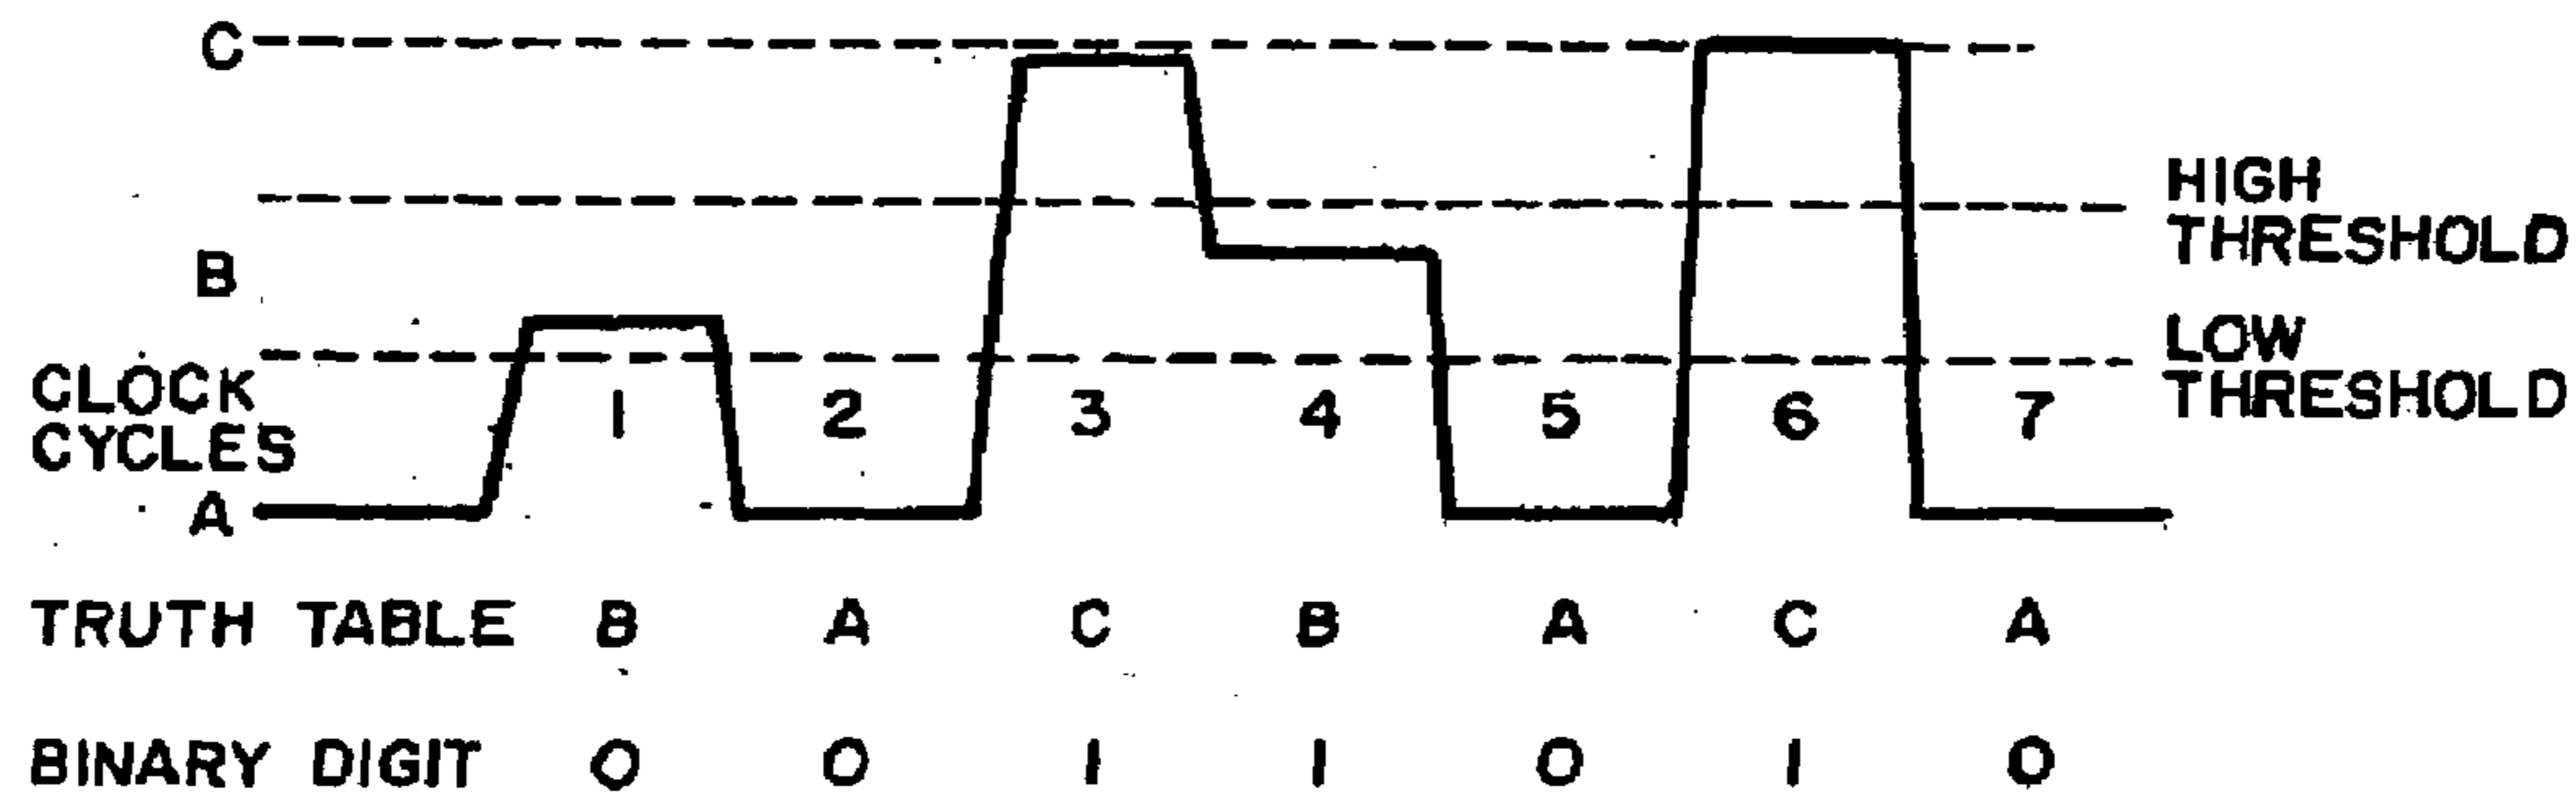 C
HIGH
THRESHOLD
B
LOW
THRESHOLD
CLOCK
CYCLES
1 2 3 4 5 6 7
A
TRUTH TABLE B A C B A C A
BINARY DIGIT 0 0 1 1 0 1 0